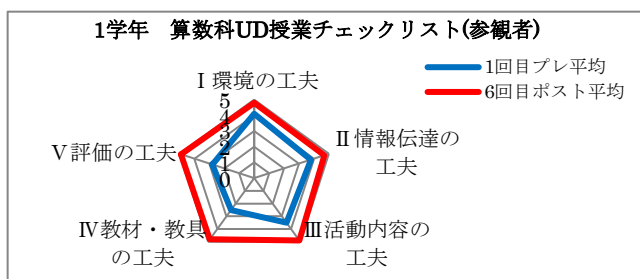 1学年 算数科UD授業チェックリスト(参観者)
1回目プレ平均
6回目ポスト平均
Ⅰ環境の工夫
5
4
3
2
1
0
Ⅴ評価の工夫
Ⅱ情報伝達の
工夫
Ⅳ教材・教具
の工夫
Ⅲ活動内容の
工夫